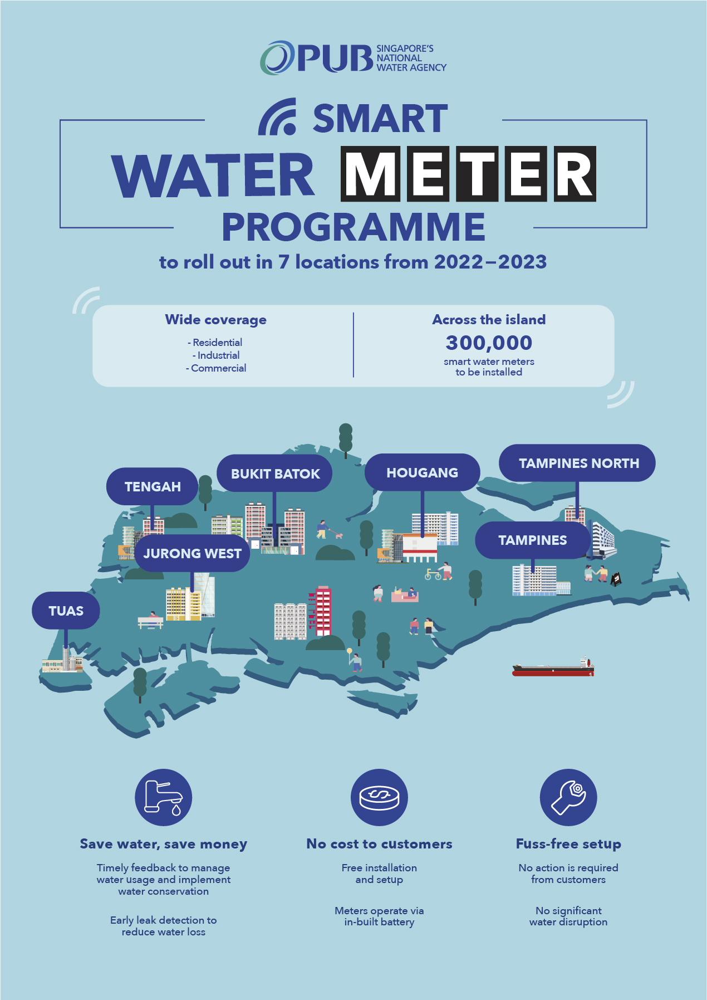 PUB SINGAPORE'S
NATIONAL
WATER AGENCY
SMART
WATER METER
PROGRAMME
to roll out in 7 locations from 2022–2023
Wide coverage
- Residential
- Industrial
- Commercial
Across the island
300,000
smart water meters
to be installed
TENGAH
BUKIT BATOK
HOUGANG
TAMPINES NORTH
JURONG WEST
TAMPINES
TUAS
Save water, save money
Timely feedback to manage
water usage and implement
water conservation
Early leak detection to
reduce water loss
No cost to customers
Free installation
and setup
Meters operate via
in-built battery
Fuss-free setup
No action is required
from customers
No significant
water disruption